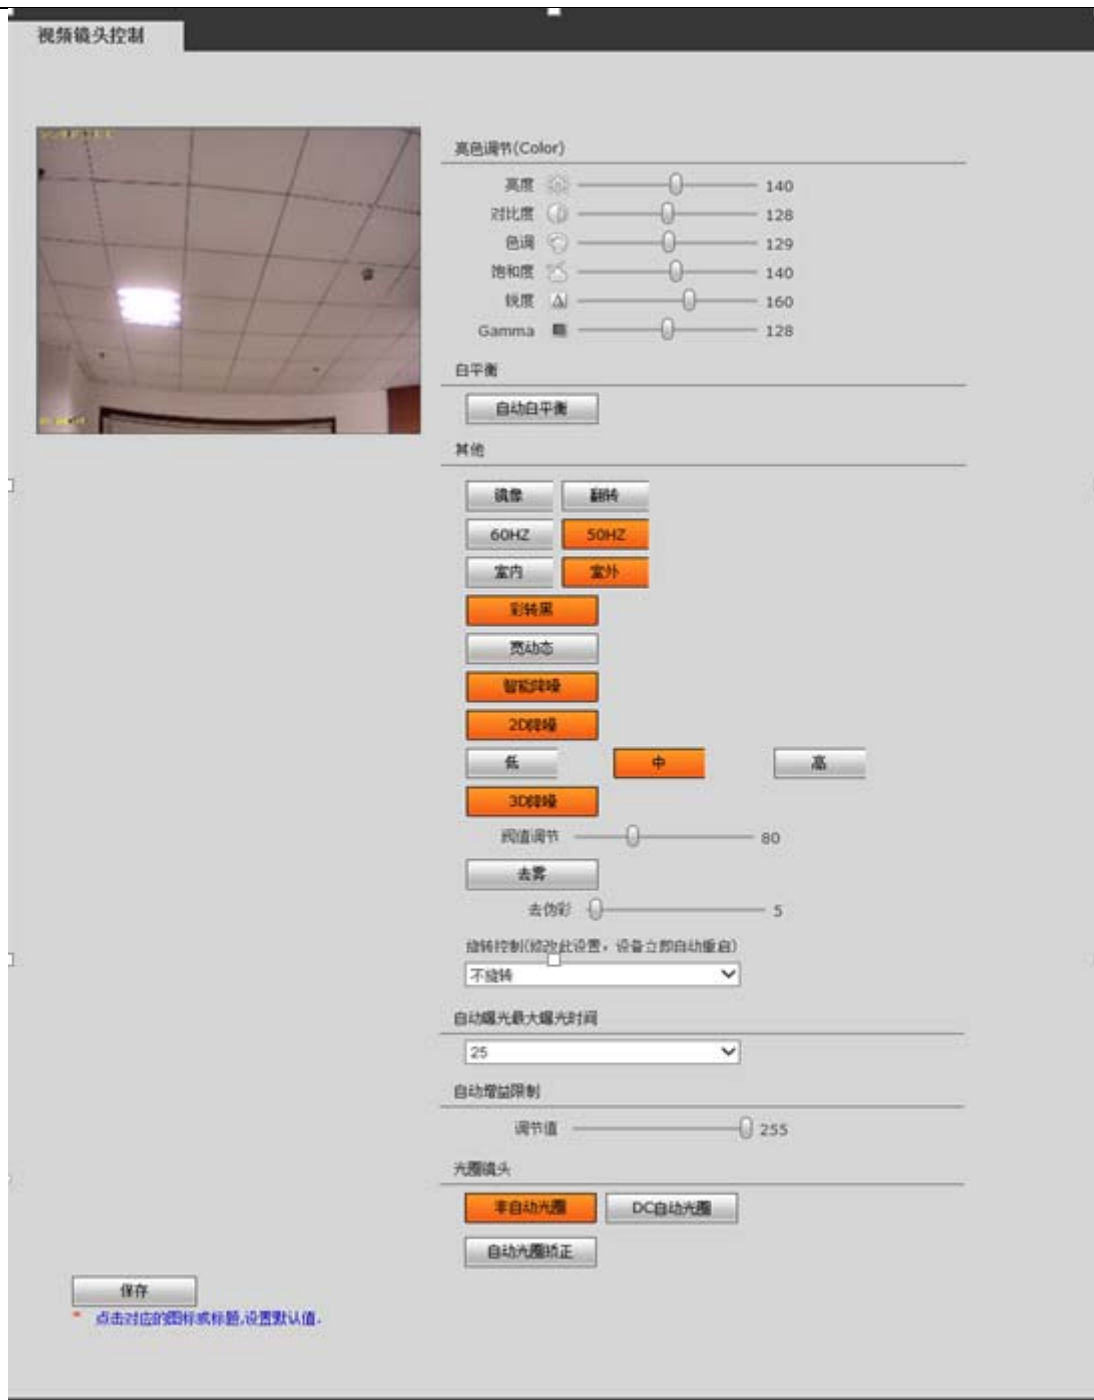 视频镜头控制
亮色调节(Color)
亮度 140
对比度 128
色调 129
饱和度 140
锐度 160
Gamma 128
白平衡
自动白平衡
其他
镜像 翻转
60HZ 50HZ
室内 室外
彩转黑
宽动态
智能降噪
2D降噪
低 中 高
3D降噪
阀值调节 80
去雾
去伪彩 5
旋转控制(修改此设置，设备立即自动重启)
不旋转
自动曝光最大曝光时间
25
自动增益限制
调节值 255
光圈镜头
非自动光圈 DC自动光圈
自动光圈矫正
保存
* 点击对应的图标或标题,设置默认值.